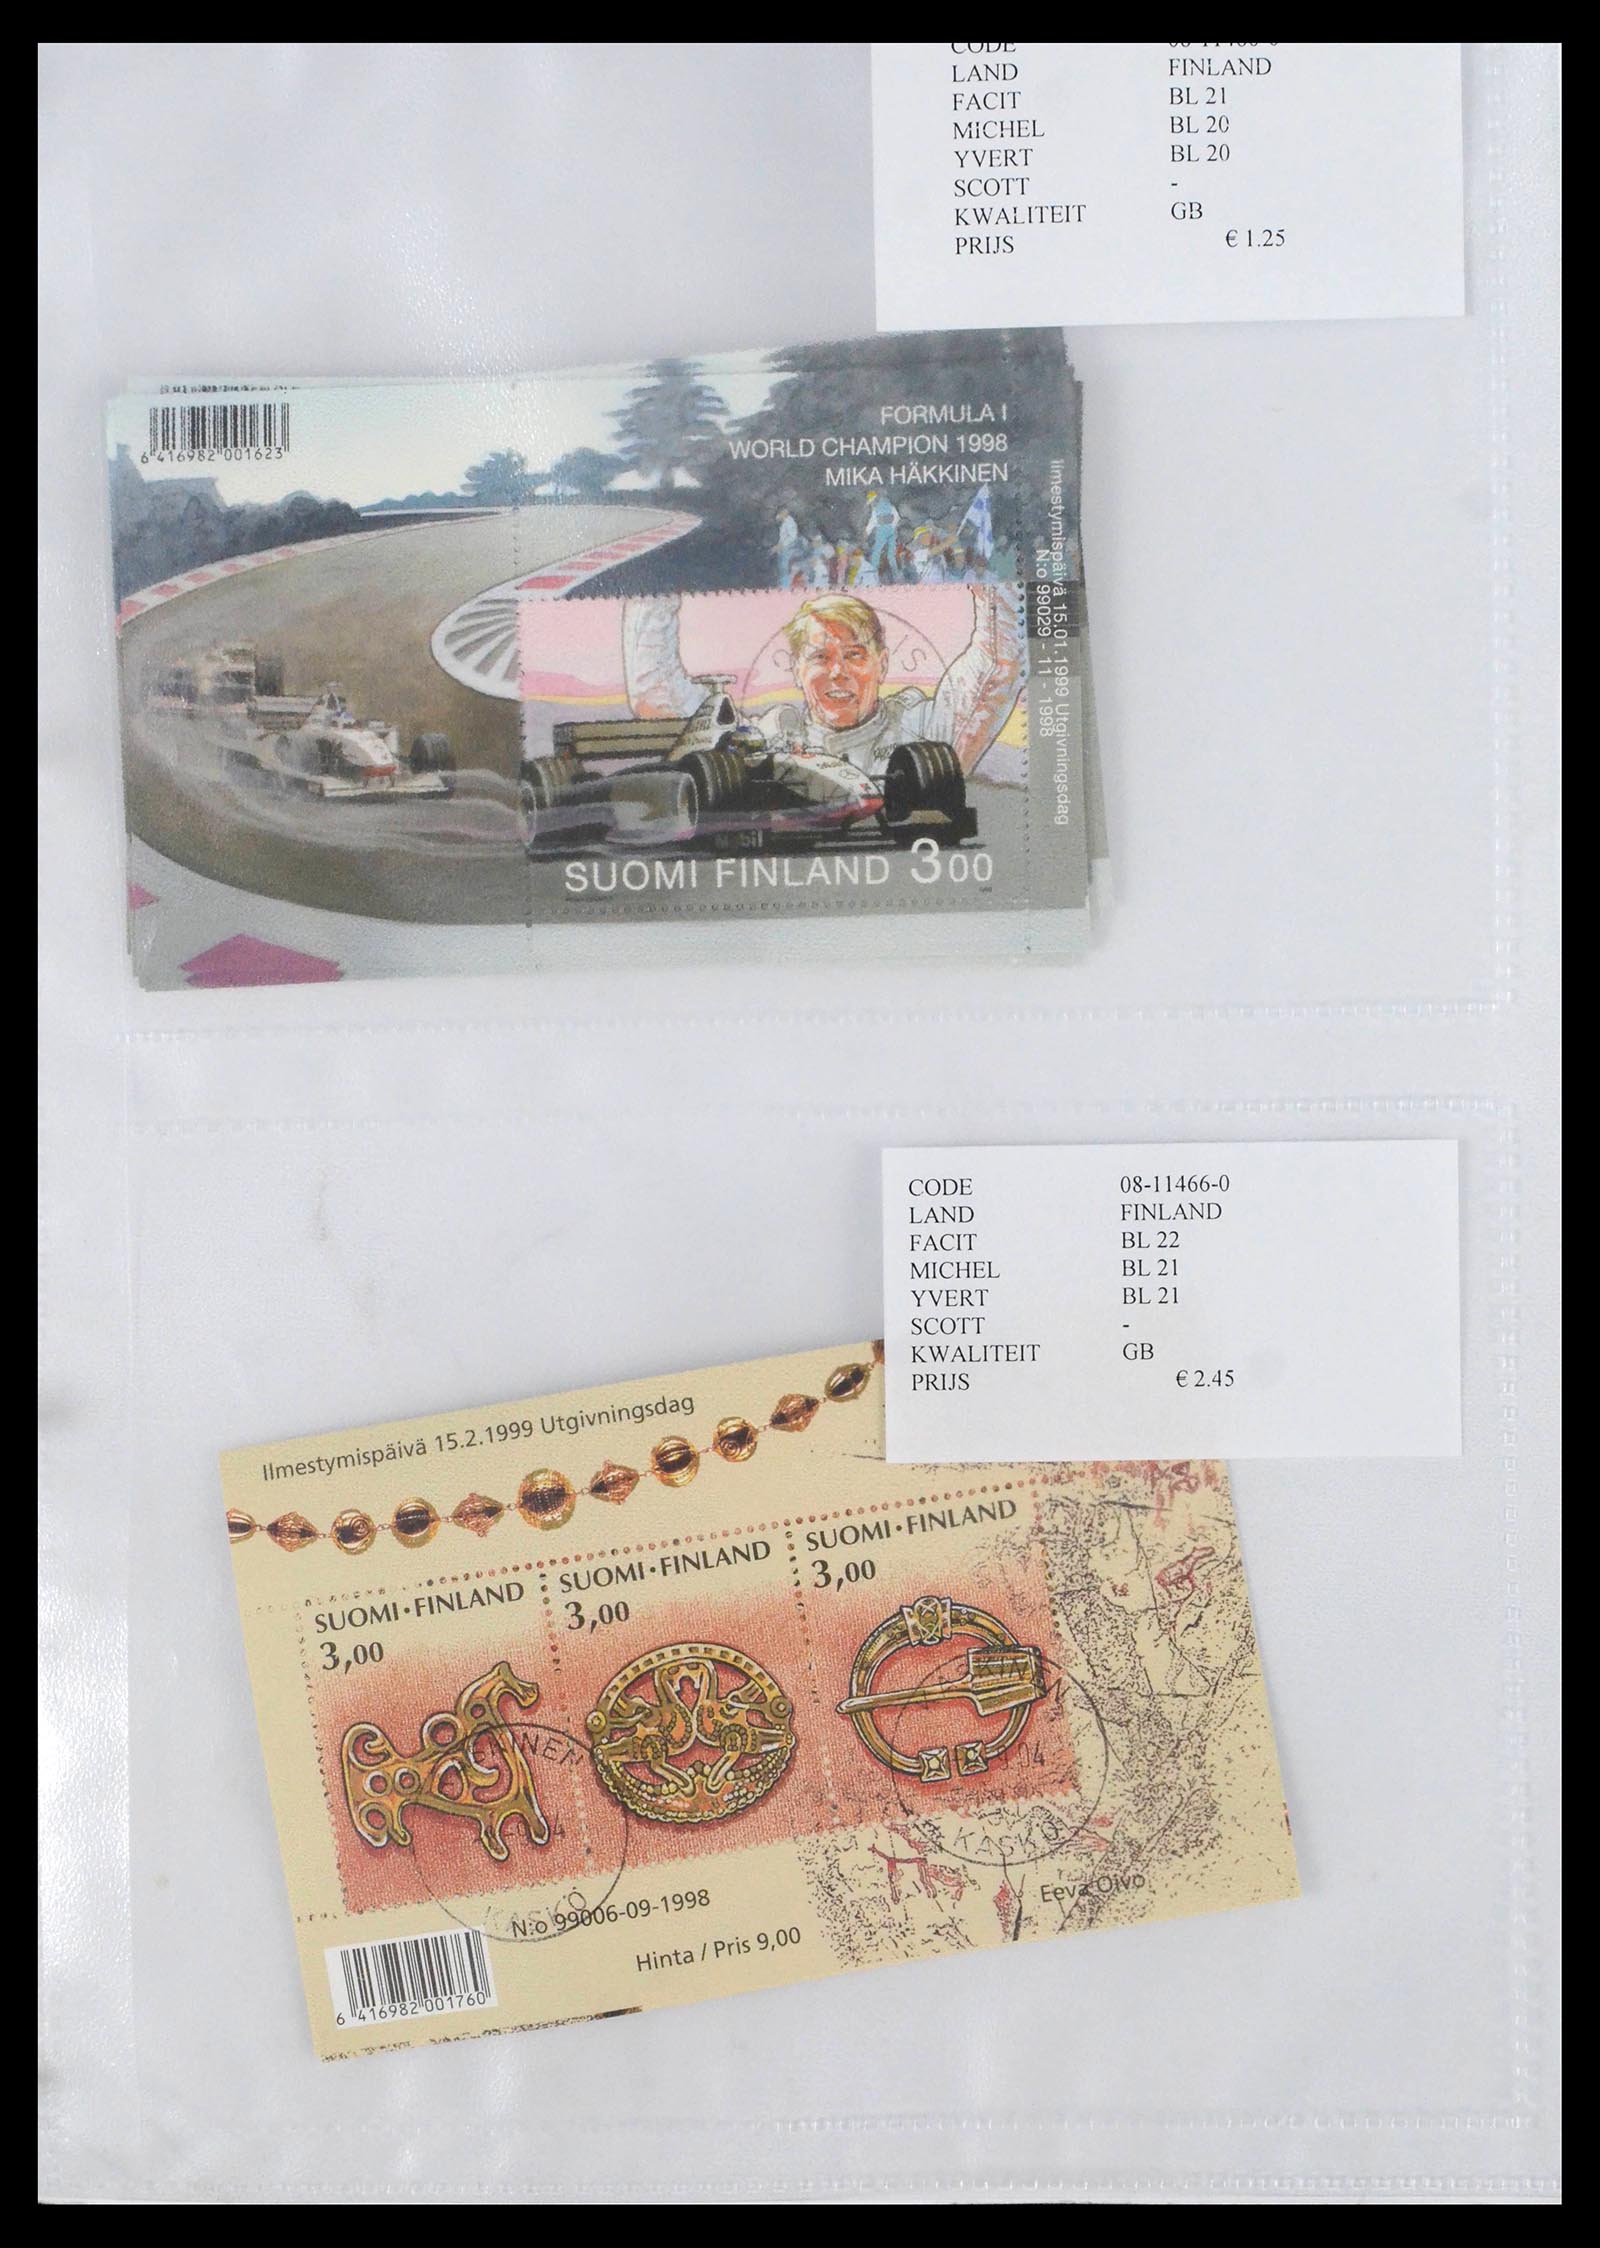 CODE
LAND FINLAND
FACIT BL 21
MICHEL BL 20
YVERT BL 20
SCOTT -
KWALITEIT GB
PRIJS € 1.25
6 416982 001623
FORMULA I
WORLD CHAMPION 1998
MIKA HÄKKINEN
Ilmestymispäivä 15.01.1999 Utgivningsdag
N:o 99029 - 11 - 1998
SUOMI FINLAND 3.00
CODE 08-11466-0
LAND FINLAND
FACIT BL 22
MICHEL BL 21
YVERT BL 21
SCOTT -
KWALITEIT GB
PRIJS € 2.45
Ilmestymispäivä 15.2.1999 Utgivningsdag
SUOMI·FINLAND
3,00
SUOMI·FINLAND
3,00
SUOMI·FINLAND
3,00
KASKÖ
KASKÖ
N:o 99006-09-1998
Hinta / Pris 9,00
Eeva Oivo
6 416982 001760